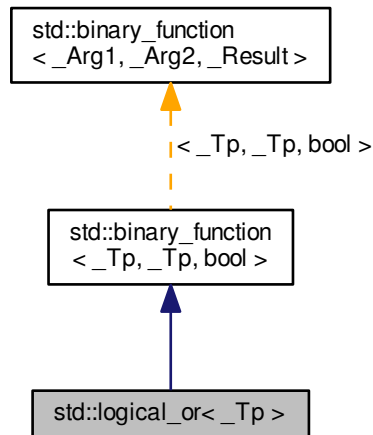 std::binary_function
< _Arg1, _Arg2, _Result >
< _Tp, _Tp, bool >
std::binary_function
< _Tp, _Tp, bool >
std::logical_or< _Tp >